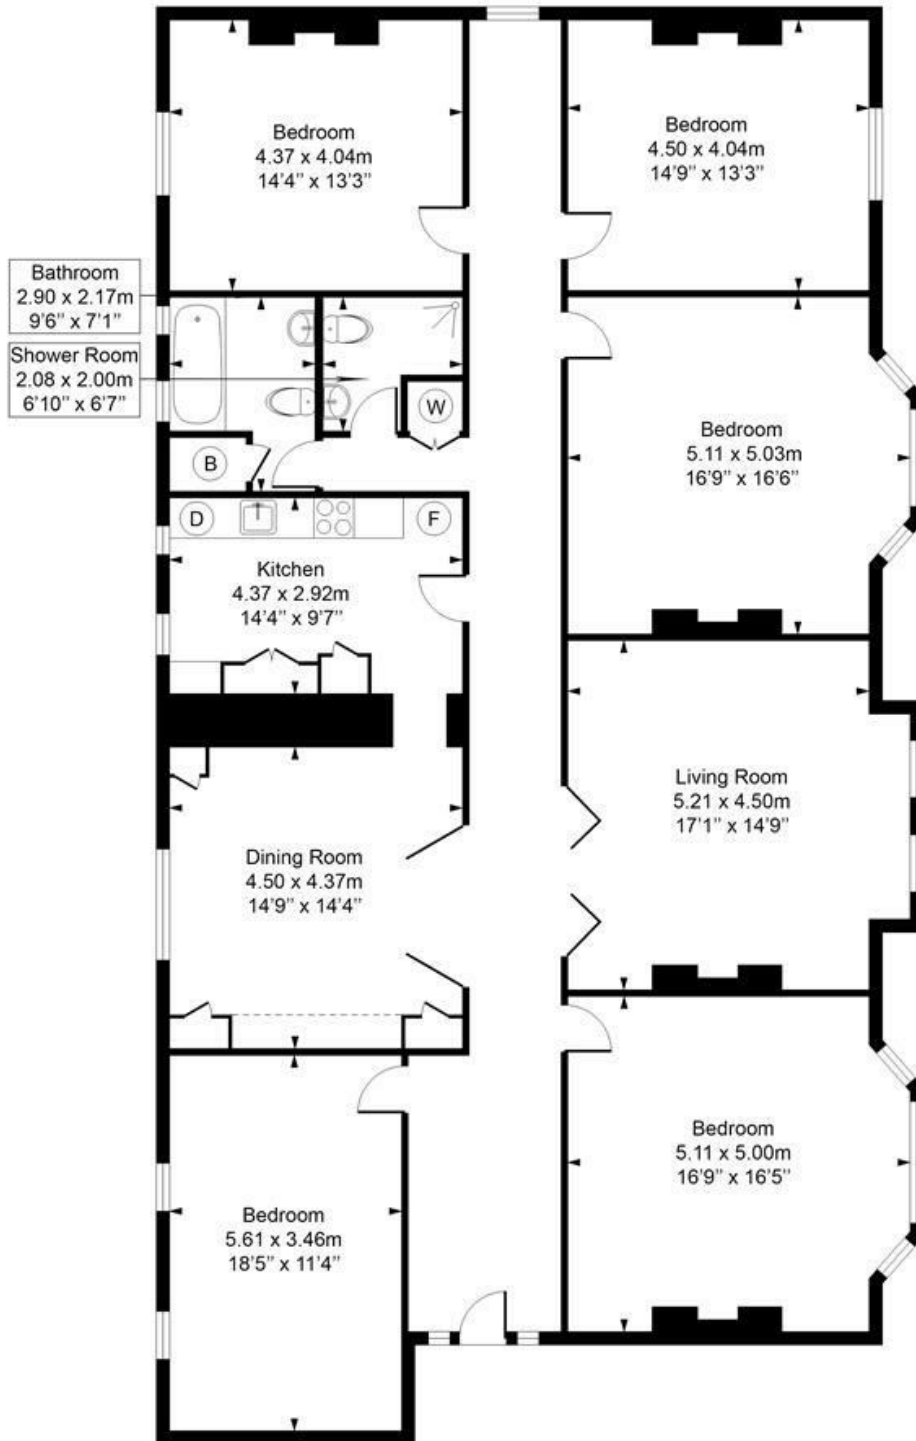 Bedroom
4.37 x 4.04m
14'4" x 13'3"
Bedroom
4.50 x 4.04m
14'9" x 13'3"
Bathroom
2.90 x 2.17m
9'6" x 7'1"
Shower Room
2.08 x 2.00m
6'10" x 6'7"
W
B
Bedroom
5.11 x 5.03m
16'9" x 16'6"
D
F
Kitchen
4.37 x 2.92m
14'4" x 9'7"
Living Room
5.21 x 4.50m
17'1" x 14'9"
Dining Room
4.50 x 4.37m
14'9" x 14'4"
Bedroom
5.11 x 5.00m
16'9" x 16'5"
Bedroom
5.61 x 3.46m
18'5" x 11'4"